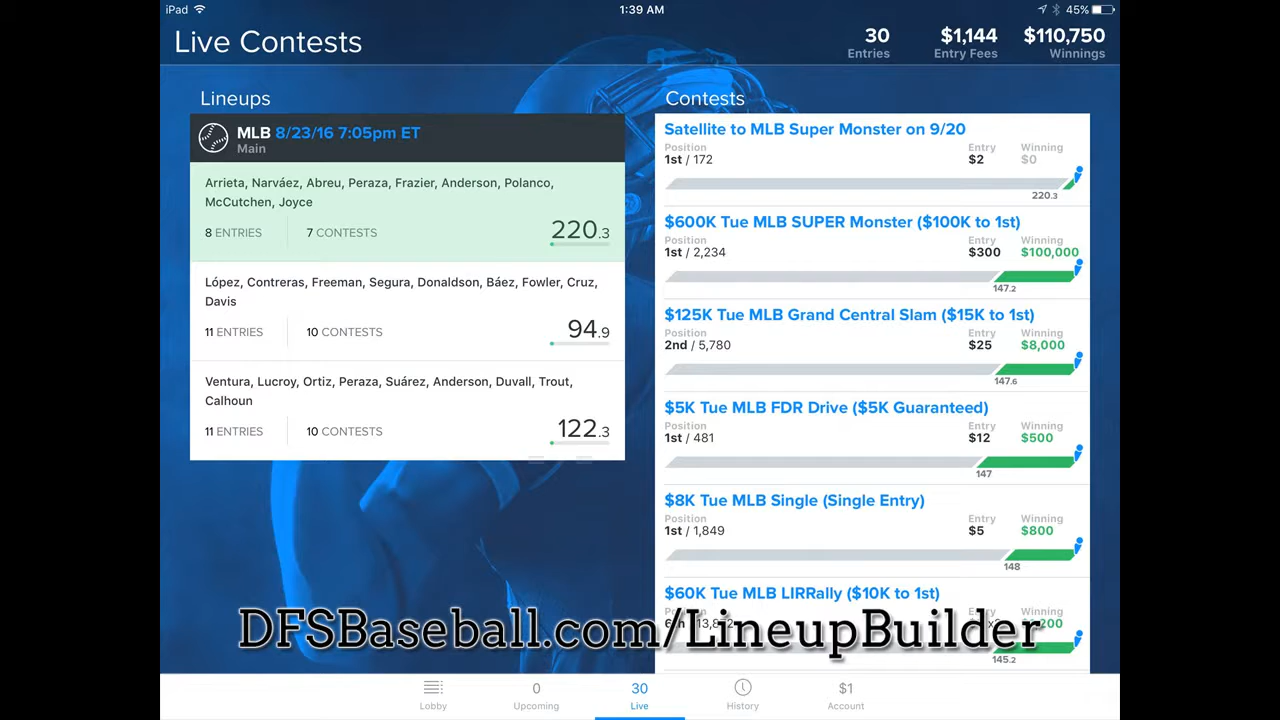 iPad
1:39 AM
45%
Live Contests
30
Entries
$1,144
Entry Fees
$110,750
Winnings
Lineups
MLB 8/23/16 7:05pm ET
Main
Arrieta, Narváez, Abreu, Peraza, Frazier, Anderson, Polanco,
McCutchen, Joyce
8 ENTRIES
7 CONTESTS
220.3
López, Contreras, Freeman, Segura, Donaldson, Báez, Fowler, Cruz,
Davis
11 ENTRIES
10 CONTESTS
94.9
Ventura, Lucroy, Ortiz, Peraza, Suárez, Anderson, Duvall, Trout,
Calhoun
11 ENTRIES
10 CONTESTS
122.3
Contests
Satellite to MLB Super Monster on 9/20
Position Entry Winning
1st / 172 $2 $0
220.3
$600K Tue MLB SUPER Monster ($100K to 1st)
Position Entry Winning
1st / 2,234 $300 $100,000
147.2
$125K Tue MLB Grand Central Slam ($15K to 1st)
Position Entry Winning
2nd / 5,780 $25 $8,000
147.6
$5K Tue MLB FDR Drive ($5K Guaranteed)
Position Entry Winning
1st / 481 $12 $500
147
$8K Tue MLB Single (Single Entry)
Position Entry Winning
1st / 1,849 $5 $800
148
$60K Tue MLB LIRRally ($10K to 1st)
Position Entry Winning
145.2
DFSBaseball.com/LineupBuilder
Lobby
0
Upcoming
30
Live
History
$1
Account